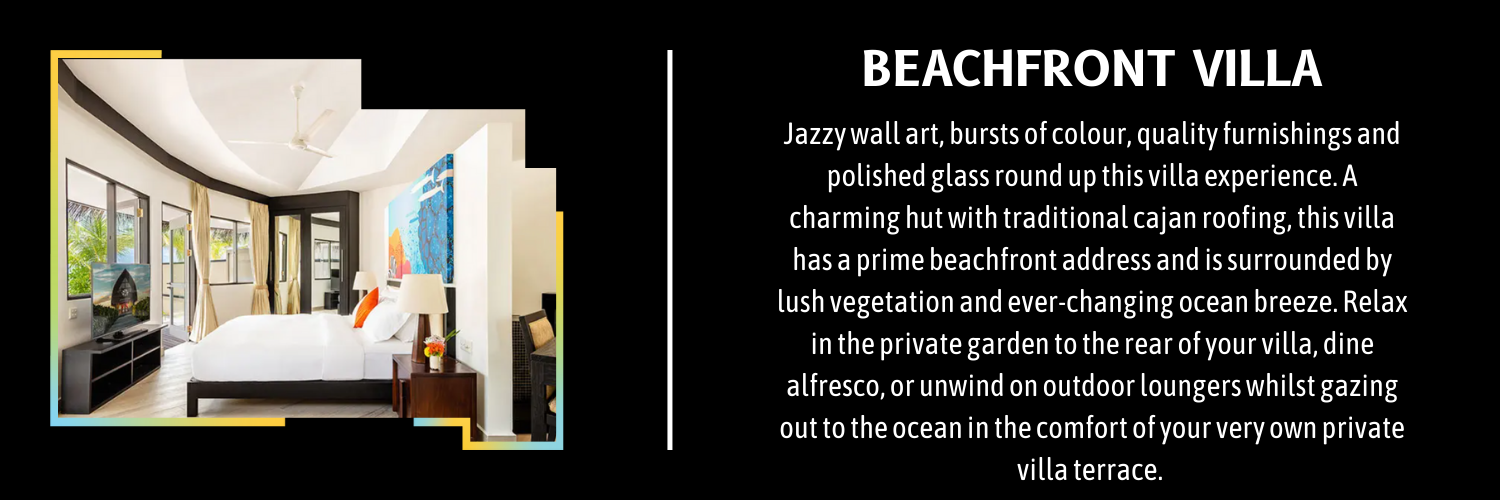 BEACHFRONT VILLA
Jazzy wall art, bursts of colour, quality furnishings and
polished glass round up this villa experience. A
charming hut with traditional cajan roofing, this villa
has a prime beachfront address and is surrounded by
lush vegetation and ever-changing ocean breeze. Relax
in the private garden to the rear of your villa, dine
alfresco, or unwind on outdoor loungers whilst gazing
out to the ocean in the comfort of your very own private
villa terrace.